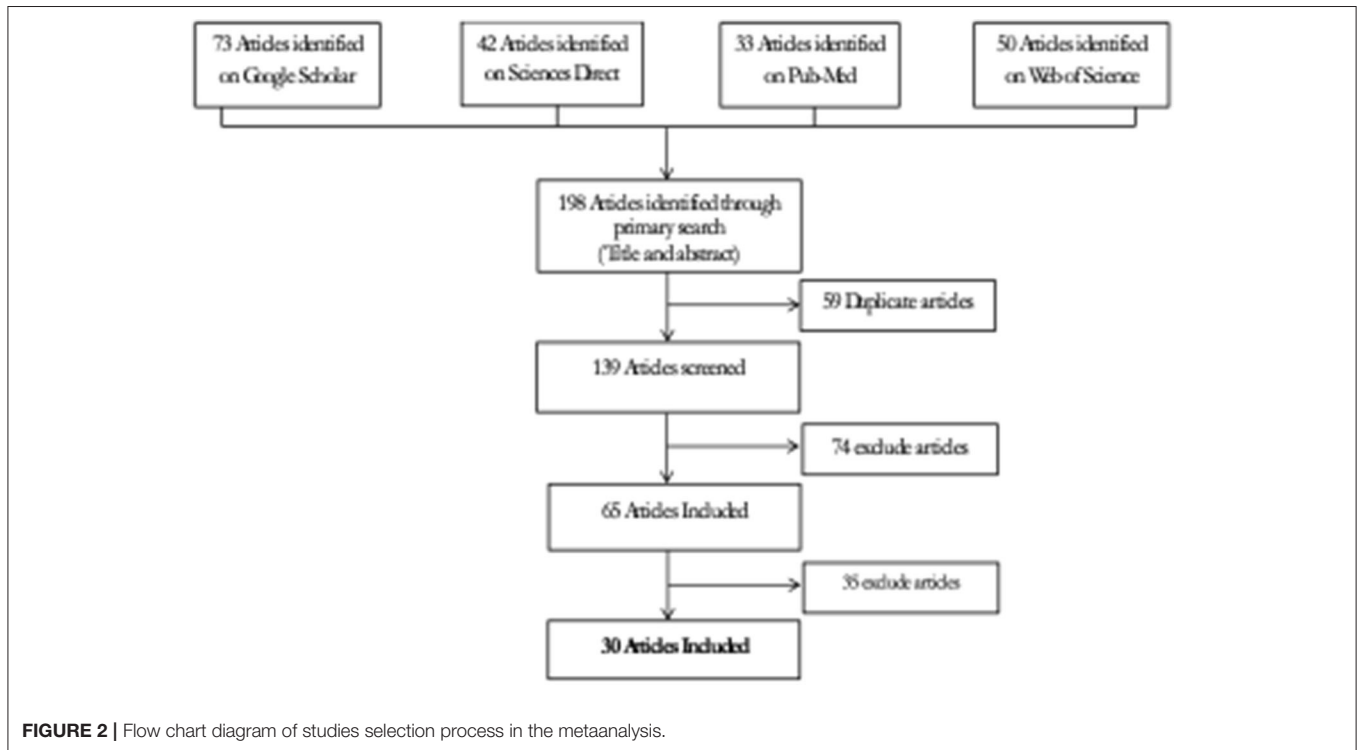 73 Articles identified
on Google Scholar
42 Articles identified
on Sciences Direct
33 Articles identified
on Pub-Med
50 Articles identified
on Web of Science
198 Articles identified through
primary search
(Title and abstract)
59 Duplicate articles
139 Articles screened
74 exclude articles
65 Articles Included
35 exclude articles
30 Articles Included
FIGURE 2 | Flow chart diagram of studies selection process in the metaanalysis.